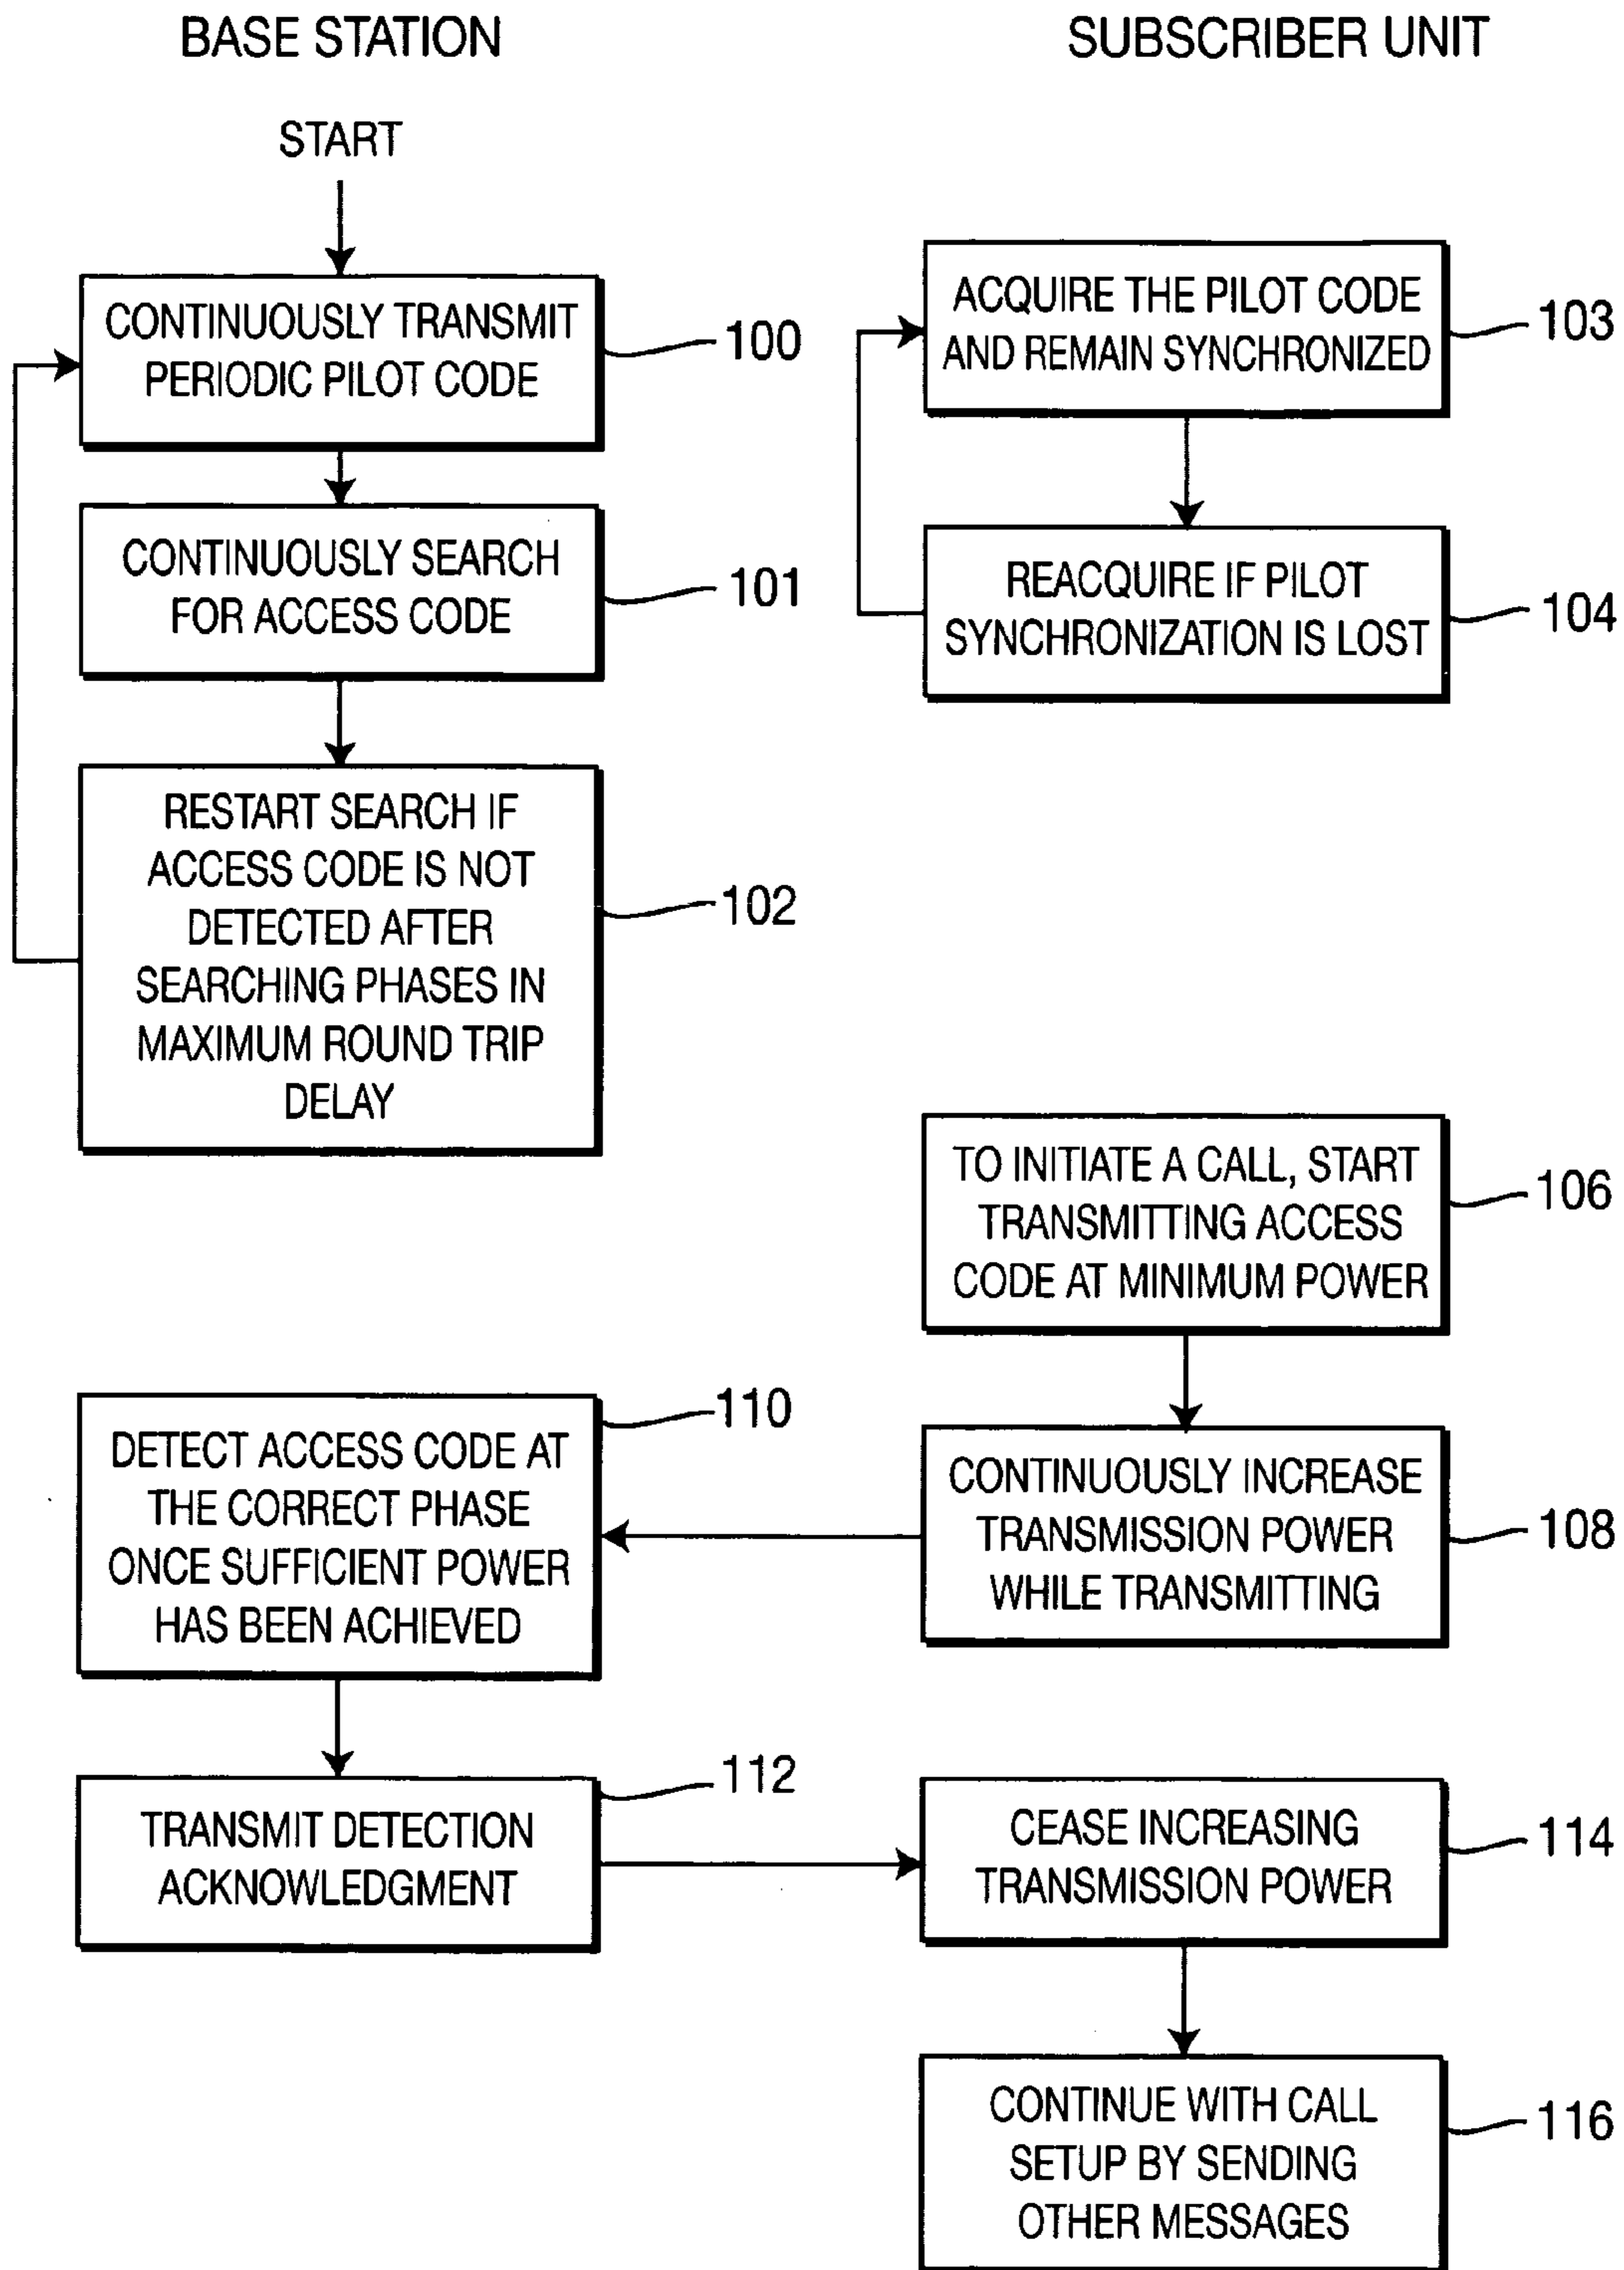 BASE STATION
SUBSCRIBER UNIT
START
CONTINUOUSLY TRANSMIT
PERIODIC PILOT CODE
100
ACQUIRE THE PILOT CODE
AND REMAIN SYNCHRONIZED
103
CONTINUOUSLY SEARCH
FOR ACCESS CODE
101
REACQUIRE IF PILOT
SYNCHRONIZATION IS LOST
104
RESTART SEARCH IF
ACCESS CODE IS NOT
DETECTED AFTER
SEARCHING PHASES IN
MAXIMUM ROUND TRIP
DELAY
102
TO INITIATE A CALL, START
TRANSMITTING ACCESS
CODE AT MINIMUM POWER
106
DETECT ACCESS CODE AT
THE CORRECT PHASE
ONCE SUFFICIENT POWER
HAS BEEN ACHIEVED
110
CONTINUOUSLY INCREASE
TRANSMISSION POWER
WHILE TRANSMITTING
108
TRANSMIT DETECTION
ACKNOWLEDGMENT
112
CEASE INCREASING
TRANSMISSION POWER
114
CONTINUE WITH CALL
SETUP BY SENDING
OTHER MESSAGES
116